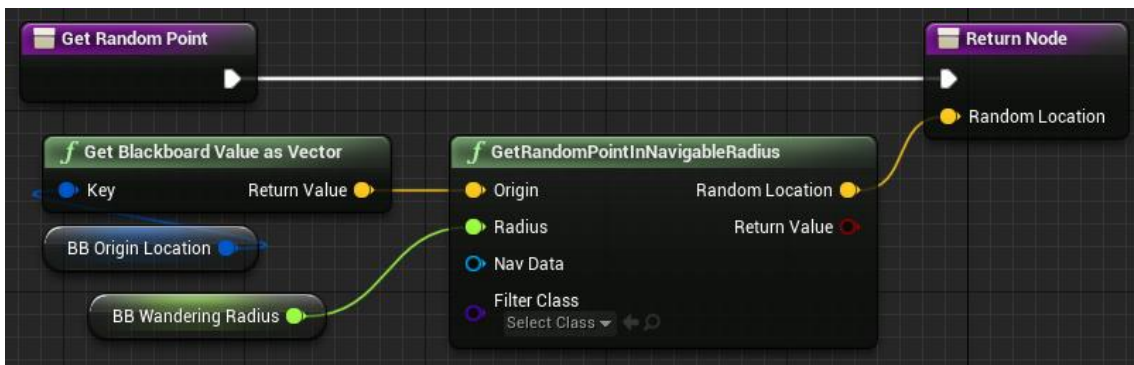 Get Random Point
Return Node
Random Location
Get Blackboard Value as Vector
Key
Return Value
BB Origin Location
BB Wandering Radius
GetRandomPointInNavigableRadius
Origin
Random Location
Radius
Return Value
Nav Data
Filter Class
Select Class